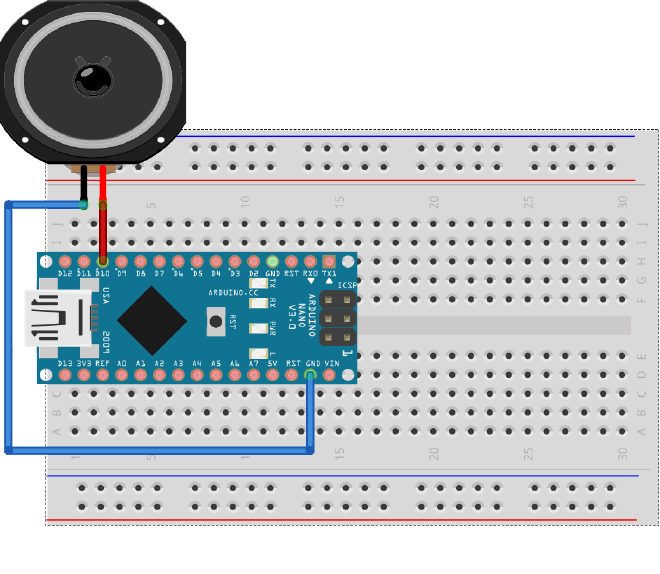 5 10 15 20 25 30
J J
I I
H
G
F
D12 D11 D10 D9 D8 D7 D6 D5 D4 D3 D2 GND RST RX0 TX1
USA
2009
ARDUINO.CC
RST
TX
RX
PWR
L
ARDUINO
NANO
V3.0
ICSP
1
D13 3V3 REF A0 A1 A2 A3 A4 A5 A6 A7 5V RST GND VIN
E
D
C C
B B
A A
1 5 10 15 20 25 30